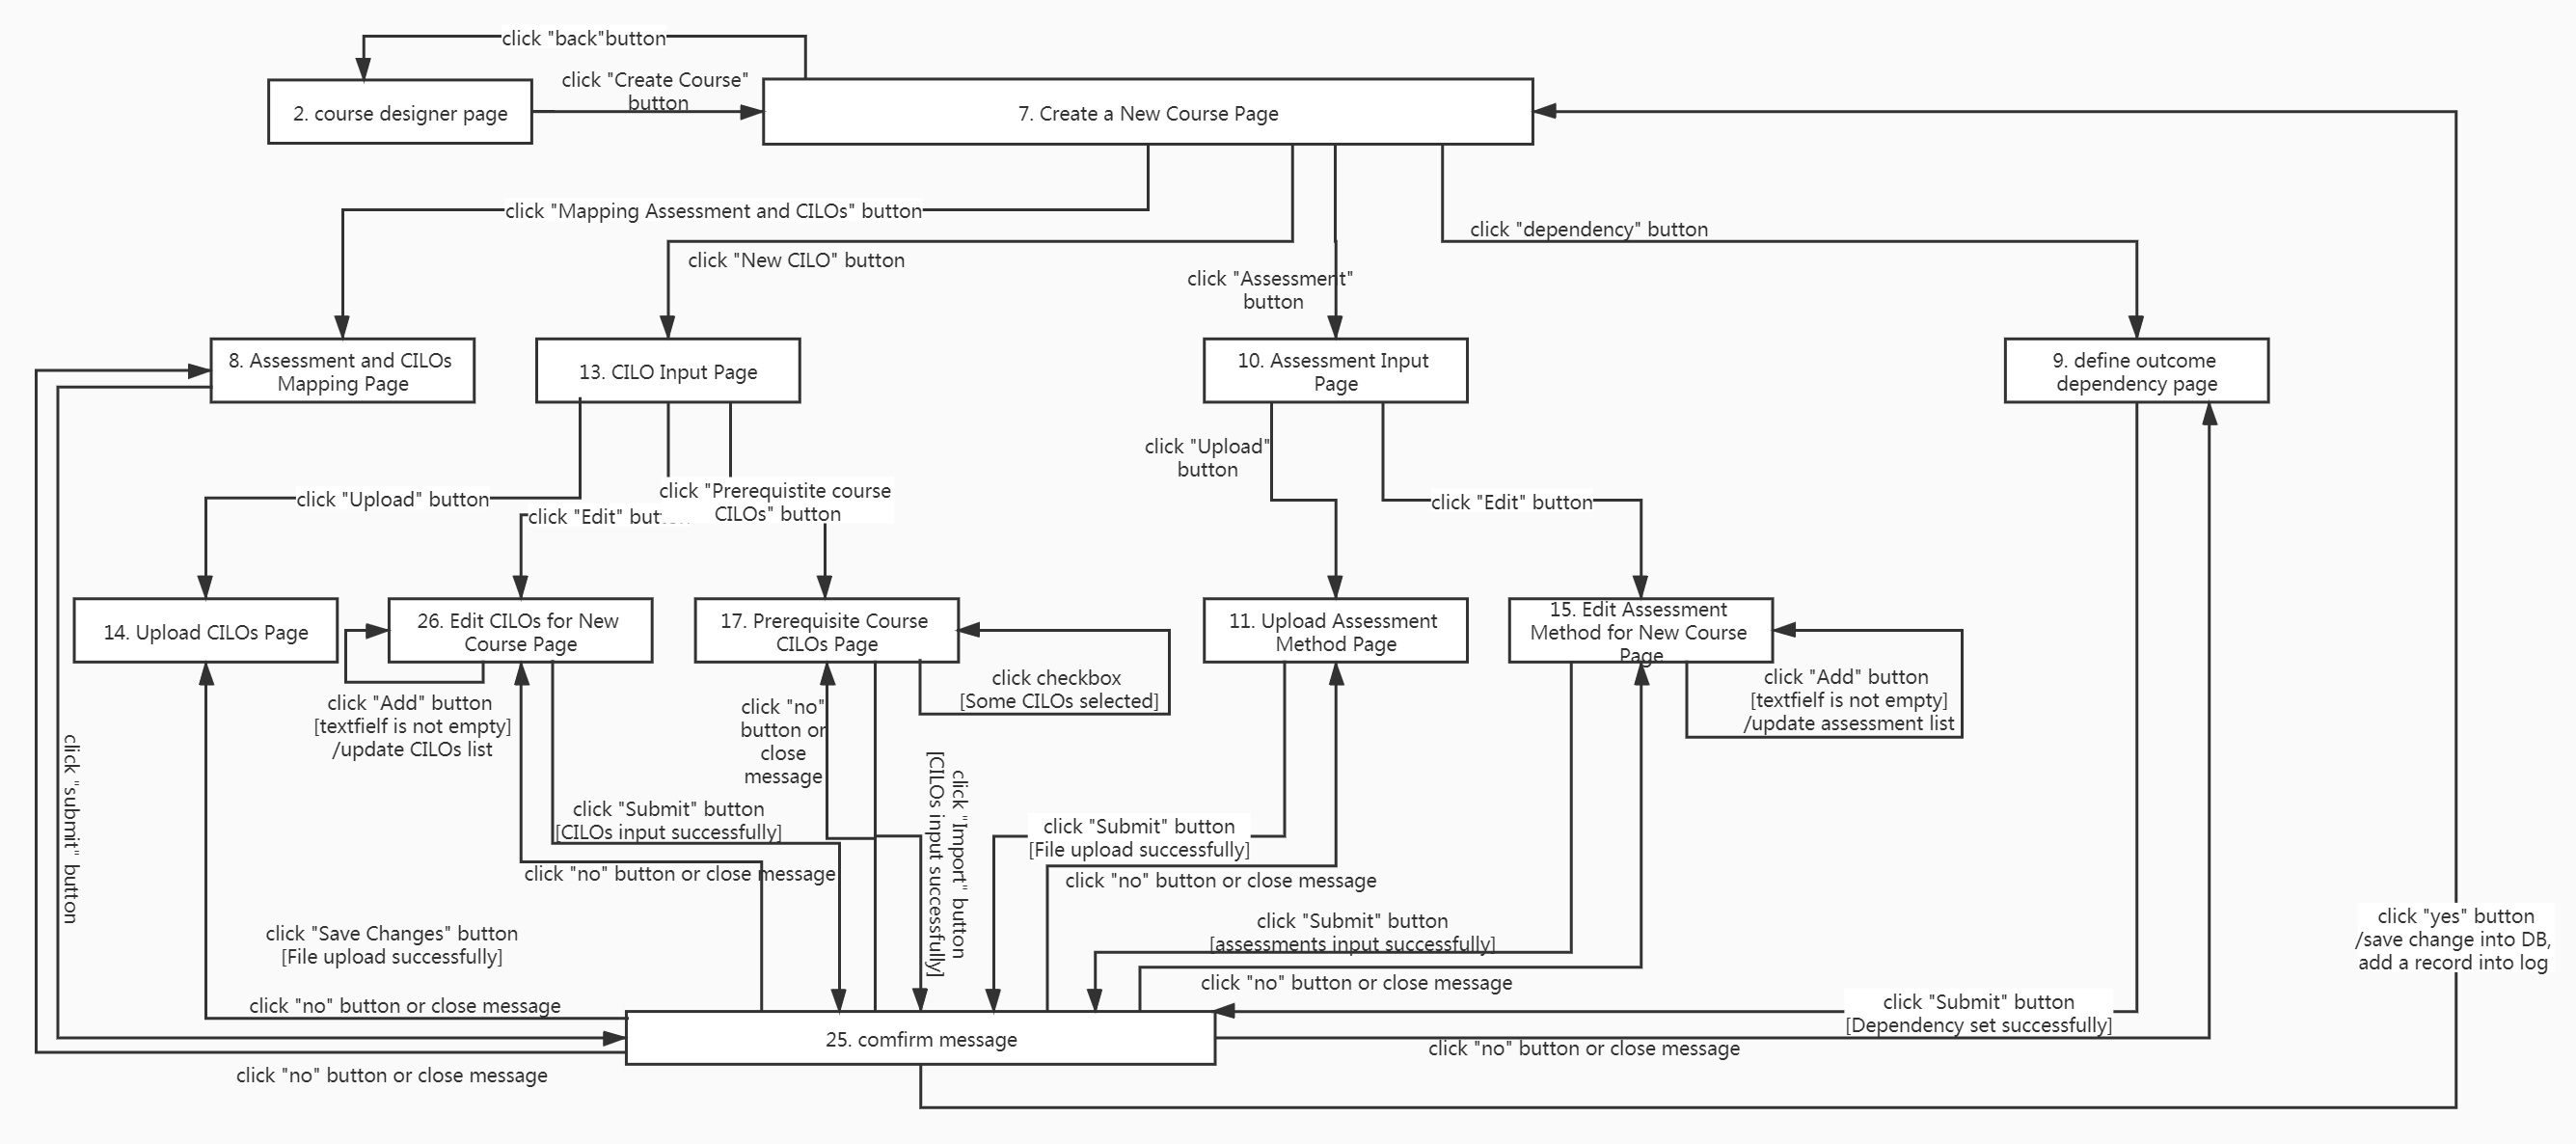 click "back"button
click "Create Course"
button
2. course designer page
7. Create a New Course Page
click "Mapping Assessment and CILOs" button
click "dependency" button
click "New CILO" button
click "Assessment"
button
8. Assessment and CILOs
Mapping Page
13. CILO Input Page
10. Assessment Input
Page
9. define outcome
dependency page
click "Upload"
button
click "Upload" button
click "Edit" but
click "Prerequistite course
CILOs" button
click "Edit" button
14. Upload CILOs Page
26. Edit CILOs for New
Course Page
17. Prerequisite Course
CILOs Page
11. Upload Assessment
Method Page
15. Edit Assessment
Method for New Course
Page
click "Add" button
[textfielf is not empty]
/update CILOs list
click "no"
button or
close
message
click checkbox
[Some CILOs selected]
click "Add" button
[textfielf is not empty]
/update assessment list
click "submit" button
click "Submit" button
[CILOs input successfully]
click "no" button or close message
click "Import" button
[CILOs input successfully]
click "Submit" button
[File upload successfully]
click "no" button or close message
click "Save Changes" button
[File upload successfully]
click "Submit" button
[assessments input successfully]
click "no" button or close message
click "yes" button
/save change into DB,
add a record into log
click "no" button or close message
click "Submit" button
[Dependency set successfully]
25. comfirm message
click "no" button or close message
click "no" button or close message